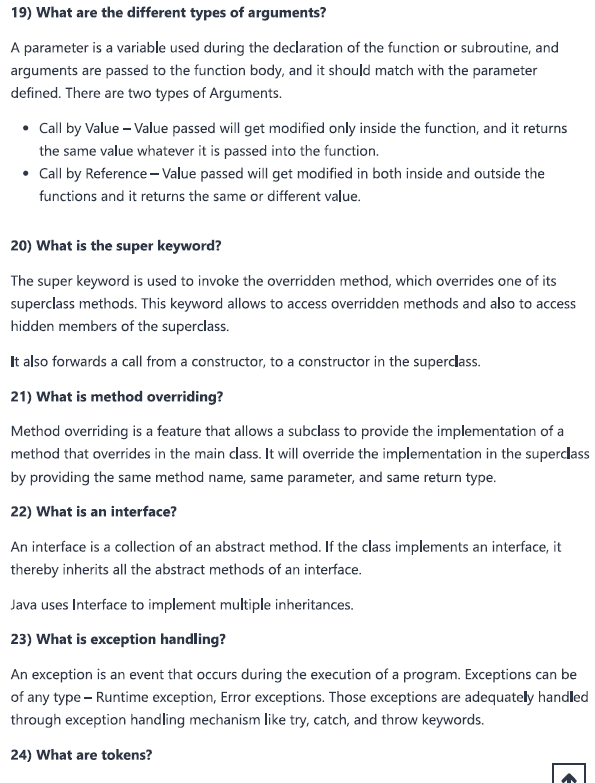 19) What are the different types of arguments?
A parameter is a variable used during the declaration of the function or subroutine, and
arguments are passed to the function body, and it should match with the parameter
defined. There are two types of Arguments.
• Call by Value – Value passed will get modified only inside the function, and it returns
the same value whatever it is passed into the function.
• Call by Reference – Value passed will get modified in both inside and outside the
functions and it returns the same or different value.
20) What is the super keyword?
The super keyword is used to invoke the overridden method, which overrides one of its
superclass methods. This keyword allows to access overridden methods and also to access
hidden members of the superclass.
It also forwards a call from a constructor, to a constructor in the superclass.
21) What is method overriding?
Method overriding is a feature that allows a subclass to provide the implementation of a
method that overrides in the main class. It will override the implementation in the superclass
by providing the same method name, same parameter, and same return type.
22) What is an interface?
An interface is a collection of an abstract method. If the class implements an interface, it
thereby inherits all the abstract methods of an interface.
Java uses Interface to implement multiple inheritances.
23) What is exception handling?
An exception is an event that occurs during the execution of a program. Exceptions can be
of any type – Runtime exception, Error exceptions. Those exceptions are adequately handled
through exception handling mechanism like try, catch, and throw keywords.
24) What are tokens?